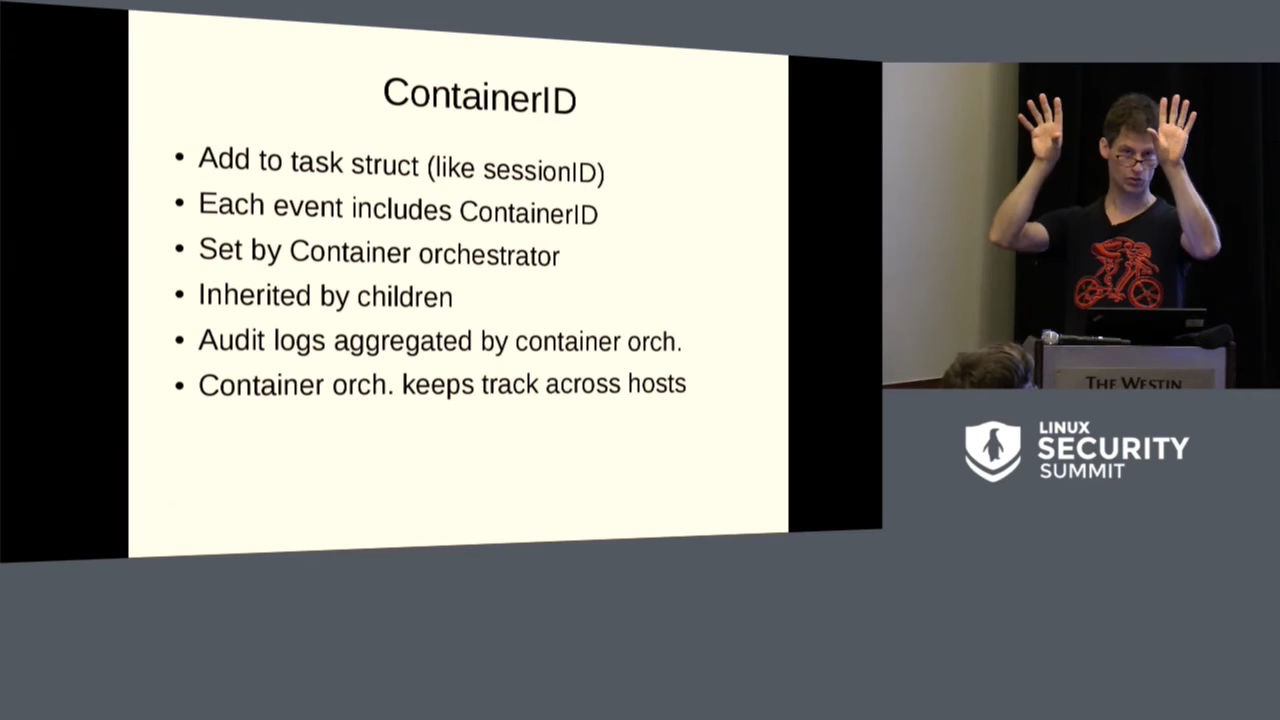 ContainerID
• Add to task struct (like sessionID)
• Each event includes ContainerID
• Set by Container orchestrator
• Inherited by children
• Audit logs aggregated by container orch.
• Container orch. keeps track across hosts
THE WESTIN
LINUX
SECURITY
SUMMIT